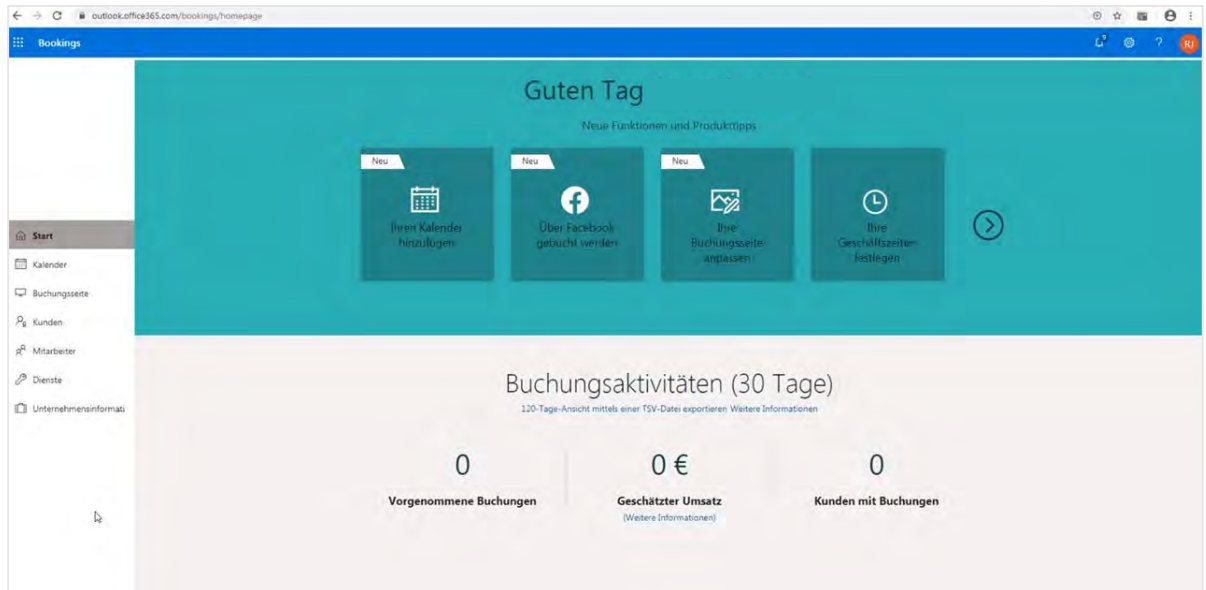 outlook.office365.com/bookings/homepage
Bookings
?
RJ
Guten Tag
Neue Funktionen und Produkttipps
Neu
Neu
Neu
Ihren Kalender
hinzufügen
Über Facebook
gebucht werden
Ihre
Buchungsseite
anpassen
Ihre
Geschäftszeiten
festlegen
Start
Kalender
Buchungsseite
Kunden
Mitarbeiter
Dienste
Unternehmensinformati
Buchungsaktivitäten (30 Tage)
120-Tage-Ansicht mittels einer TSV-Datei exportieren Weitere Informationen
0
0 €
0
Vorgenommene Buchungen
Geschätzter Umsatz
Kunden mit Buchungen
(Weitere Informationen)